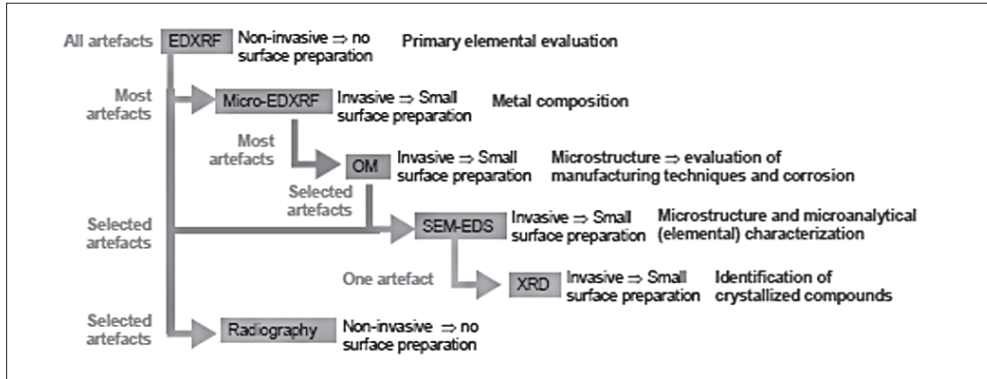 All artefacts EDXRF Non-invasive ⇒ no Primary elemental evaluation
surface preparation
Most
artefacts
Micro-EDXRF Invasive ⇒ Small Metal composition
surface preparation
Most
artefacts
OM Invasive ⇒ Small Microstructure ⇒ evaluation of
surface preparation manufacturing techniques and corrosion
Selected
artefacts
Selected
artefacts
SEM-EDS Invasive ⇒ Small Microstructure and microanalytical
surface preparation (elemental) characterization
One artefact XRD Invasive ⇒ Small Identification of
surface preparation crystallized compounds
Selected
artefacts
Radiography Non-invasive ⇒ no
surface preparation